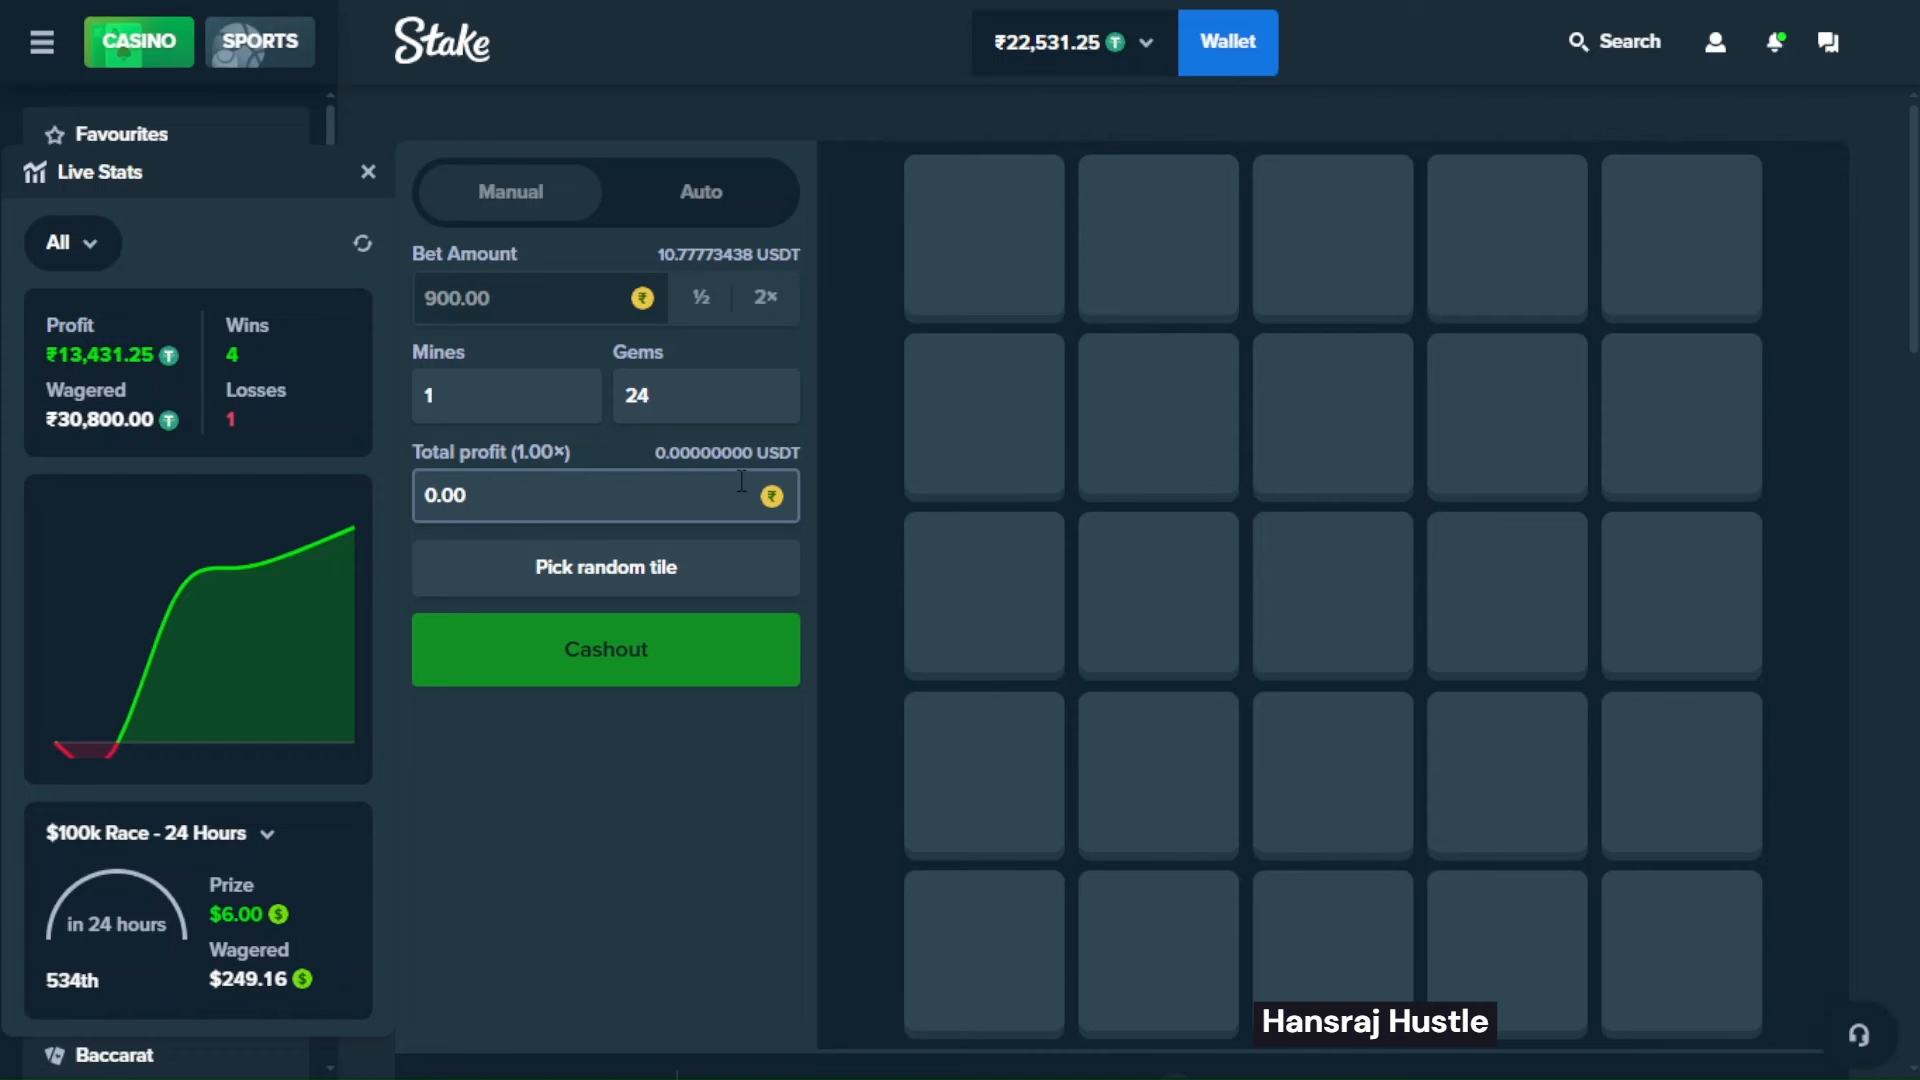 CASINO
SPORTS
Stake
₹22,531.25
Wallet
Search
Favourites
Live Stats
All
Profit
₹13,431.25
Wins
4
Wagered
₹30,800.00
Losses
1
$100k Race - 24 Hours
in 24 hours
534th
Prize
$6.00
Wagered
$249.16
Baccarat
Manual
Auto
Bet Amount
10.77773438 USDT
900.00
₹
½
2×
Mines
Gems
1
24
Total profit (1.00×)
0.00000000 USDT
0.00
₹
Pick random tile
Cashout
Hansraj Hustle